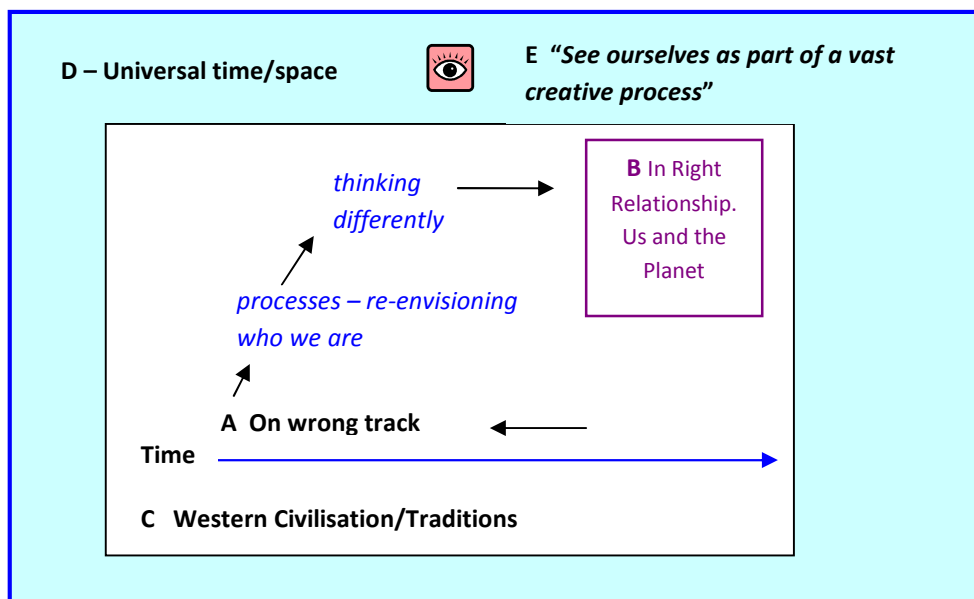 D – Universal time/space
E “See ourselves as part of a vast
creative process”
thinking
differently
B In Right
Relationship.
Us and the
Planet
processes – re-envisioning
who we are
A On wrong track
Time
C Western Civilisation/Traditions